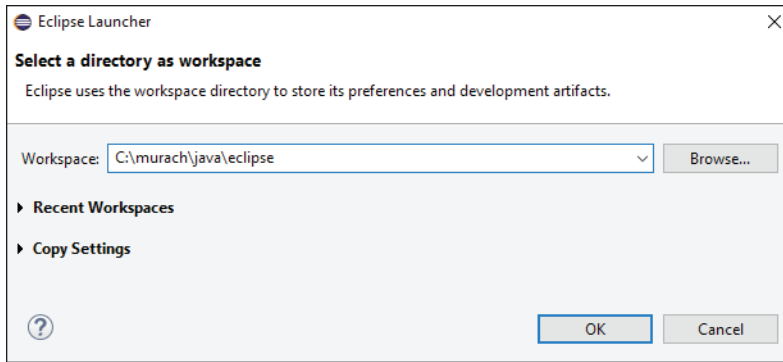 Eclipse Launcher
Select a directory as workspace
Eclipse uses the workspace directory to store its preferences and development artifacts.
Workspace: C:\murach\java\eclipse Browse...
Recent Workspaces
Copy Settings
? OK Cancel